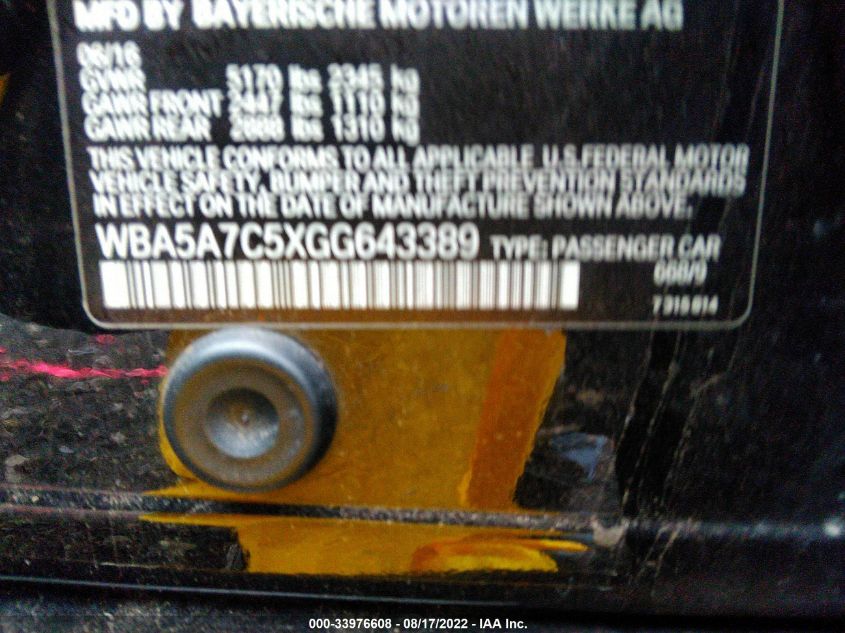 MFD BY BAYERISCHE MOTOREN WERKE AG
06/16
GVWR 5170 lbs 2345 kg
GAWR FRONT 2447 lbs 1110 kg
GAWR REAR 2888 lbs 1310 kg
THIS VEHICLE CONFORMS TO ALL APPLICABLE U.S.FEDERAL MOTOR
VEHICLE SAFETY, BUMPER AND THEFT PREVENTION STANDARDS
IN EFFECT ON THE DATE OF MANUFACTURE SHOWN ABOVE.
WBA5A7C5XGG643389 TYPE: PASSENGER CAR
000-33976608 - 08/17/2022 - IAA Inc.